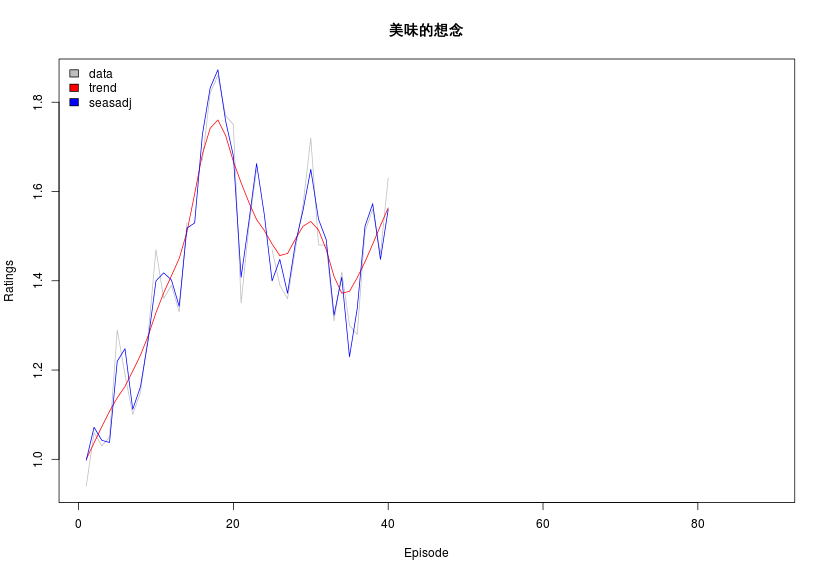 美味的想念
data
trend
seasadj
1.8
1.6
1.4
1.2
1.0
Ratings
0 20 40 60 80
Episode